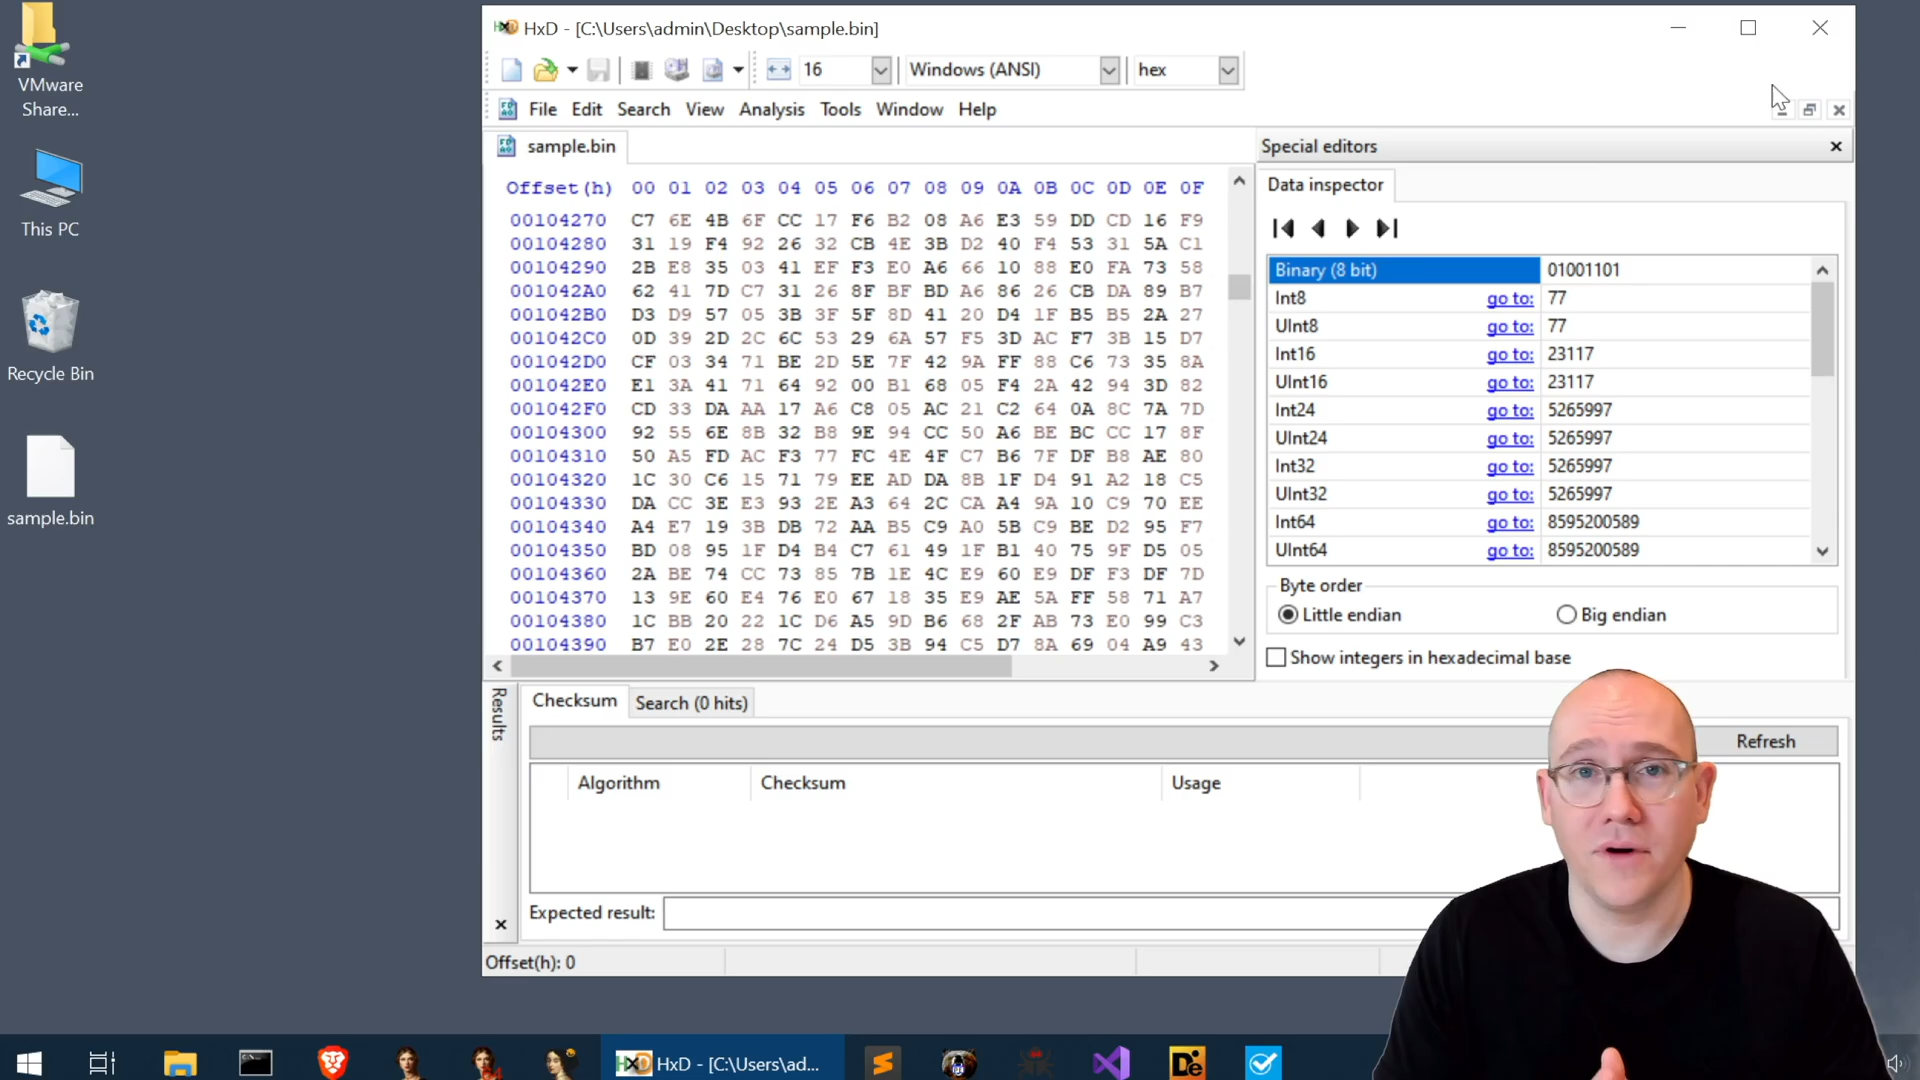 VMware
Share...
This PC
Recycle Bin
sample.bin
HxD - [C:\Users\admin\Desktop\sample.bin]
16 Windows (ANSI) hex
File Edit Search View Analysis Tools Window Help
sample.bin
Offset(h) 00 01 02 03 04 05 06 07 08 09 0A 0B 0C 0D 0E 0F
00104270 C7 6E 4B 6F CC 17 F6 B2 08 A6 E3 59 DD CD 16 F9
00104280 31 19 F4 92 26 32 CB 4E 3B D2 40 F4 53 31 5A C1
00104290 2B E8 35 03 41 EF F3 E0 A6 66 10 88 E0 FA 73 58
001042A0 62 41 7D C7 31 26 8F BF BD A6 86 26 CB DA 89 B7
001042B0 D3 D9 57 05 3B 3F 5F 8D 41 20 D4 1F B5 B5 2A 27
001042C0 0D 39 2D 2C 6C 53 29 6A 57 F5 3D AC F7 3B 15 D7
001042D0 CF 03 34 71 BE 2D 5E 7F 42 9A FF 88 C6 73 35 8A
001042E0 E1 3A 41 71 64 92 00 B1 68 05 F4 2A 42 94 3D 82
001042F0 CD 33 DA AA 17 A6 C8 05 AC 21 C2 64 0A 8C 7A 7D
00104300 92 55 6E 8B 32 B8 9E 94 CC 50 A6 BE BC CC 17 8F
00104310 50 A5 FD AC F3 77 FC 4E 4F C7 B6 7F DF B8 AE 80
00104320 1C 30 C6 15 71 79 EE AD DA 8B 1F D4 91 A2 18 C5
00104330 DA CC 3E E3 93 2E A3 64 2C CA A4 9A 10 C9 70 EE
00104340 A4 E7 19 3B DB 72 AA B5 C9 A0 5B C9 BE D2 95 F7
00104350 BD 08 95 1F D4 B4 C7 61 49 1F B1 40 75 9F D5 05
00104360 2A BE 74 CC 73 85 7B 1E 4C E9 60 E9 DF F3 DF 7D
00104370 13 9E 60 E4 76 E0 67 18 35 E9 AE 5A FF 58 71 A7
00104380 1C BB 20 22 1C D6 A5 9D B6 68 2F AB 73 E0 99 C3
00104390 B7 E0 2E 28 7C 24 D5 3B 94 C5 D7 8A 69 04 A9 43
Special editors
Data inspector
Binary (8 bit) 01001101
Int8 go to: 77
UInt8 go to: 77
Int16 go to: 23117
UInt16 go to: 23117
Int24 go to: 5265997
UInt24 go to: 5265997
Int32 go to: 5265997
UInt32 go to: 5265997
Int64 go to: 8595200589
UInt64 go to: 8595200589
Byte order
Little endian Big endian
Show integers in hexadecimal base
Results
Checksum Search (0 hits)
Refresh
Algorithm Checksum Usage
Expected result:
Offset(h): 0
HxD HxD - [C:\Users\ad...
De